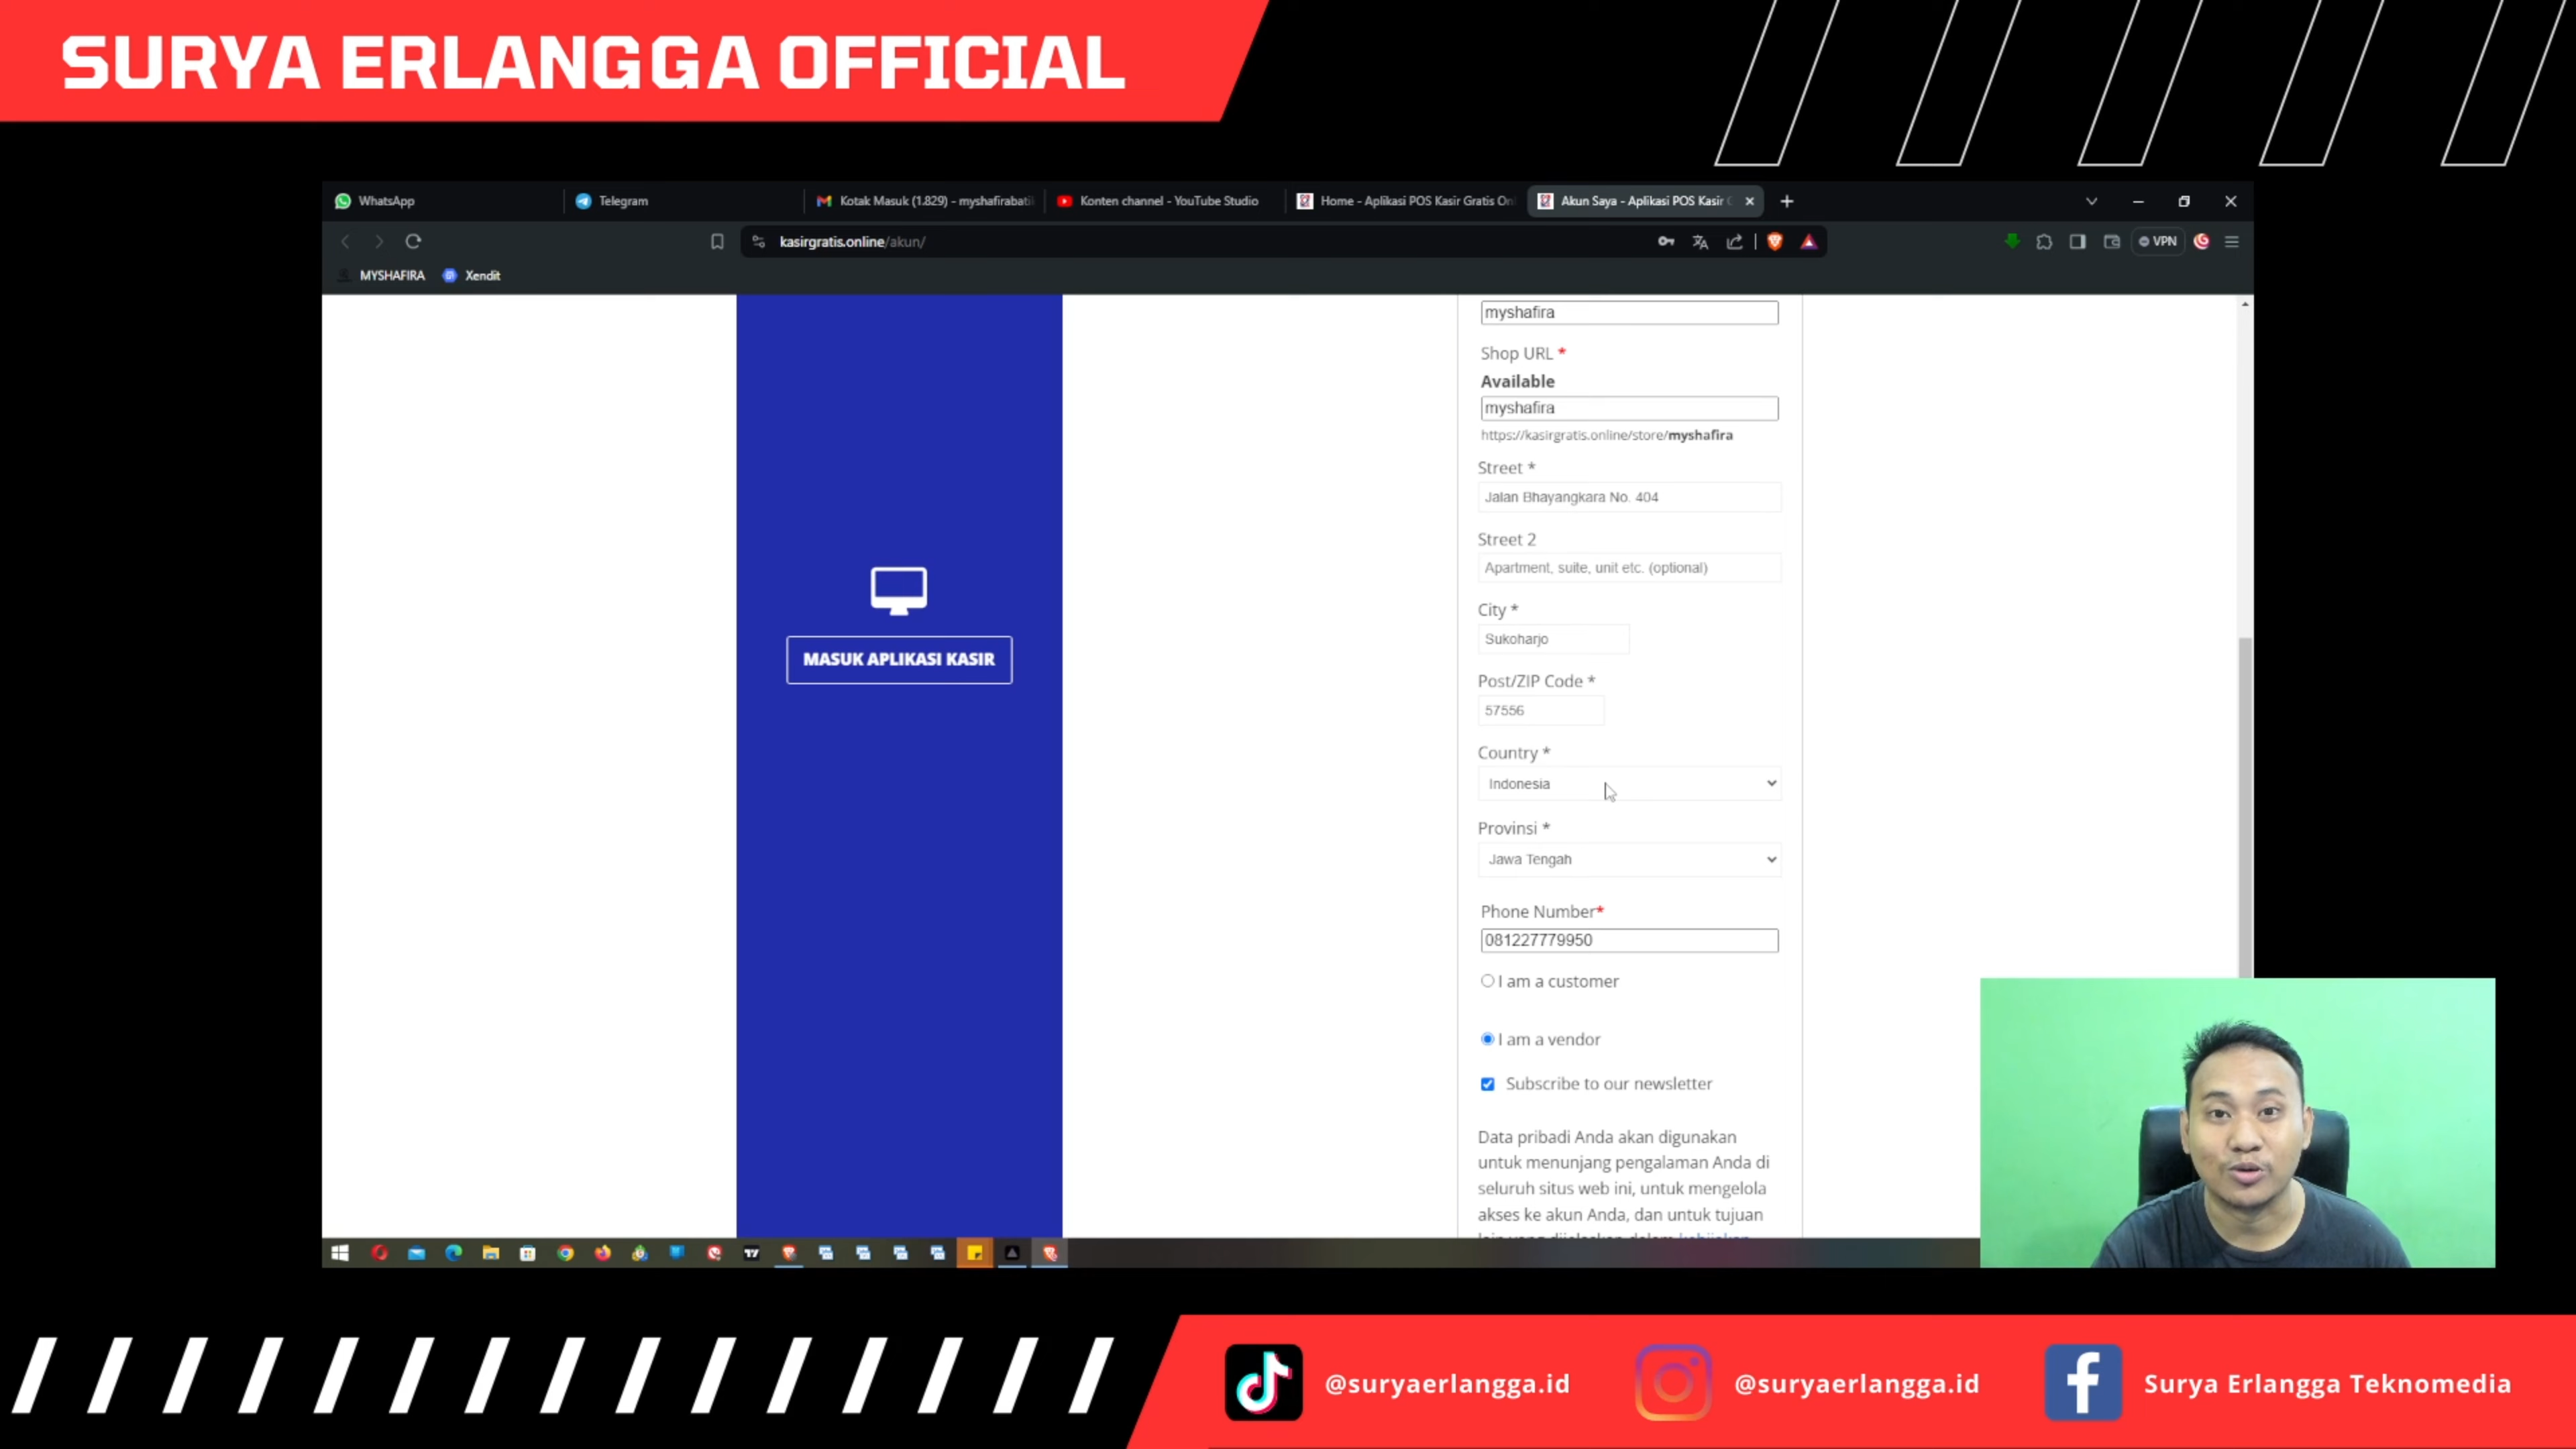 SURYA ERLANGGA OFFICIAL
WhatsApp
Telegram
Kotak Masuk (1.829) - myshafirabati
Konten channel - YouTube Studio
Home - Aplikasi POS Kasir Gratis On
Akun Saya - Aplikasi POS Kasir
kasirgratis.online/akun/
VPN
MYSHAFIRA
Xendit
MASUK APLIKASI KASIR
myshafira
Shop URL *
Available
myshafira
https://kasirgratis.online/store/myshafira
Street *
Jalan Bhayangkara No. 404
Street 2
Apartment, suite, unit etc. (optional)
City *
Sukoharjo
Post/ZIP Code *
57556
Country *
Indonesia
Provinsi *
Jawa Tengah
Phone Number*
081227779950
I am a customer
I am a vendor
Subscribe to our newsletter
Data pribadi Anda akan digunakan
untuk menunjang pengalaman Anda di
seluruh situs web ini, untuk mengelola
akses ke akun Anda, dan untuk tujuan
@suryaerlangga.id
@suryaerlangga.id
Surya Erlangga Teknomedia